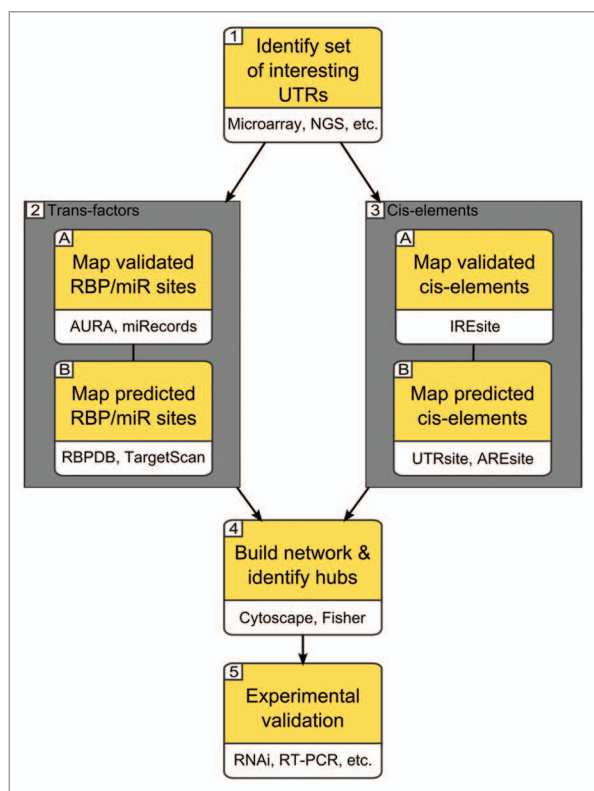 1
Identify set
of interesting
UTRs
Microarray, NGS, etc.
2 Trans-factors
A
Map validated
RBP/miR sites
AURA, miRecords
B
Map predicted
RBP/miR sites
RBPDB, TargetScan
3 Cis-elements
A
Map validated
cis-elements
IREsite
B
Map predicted
cis-elements
UTRsite, AREsite
4
Build network &
identify hubs
Cytoscape, Fisher
5
Experimental
validation
RNAi, RT-PCR, etc.